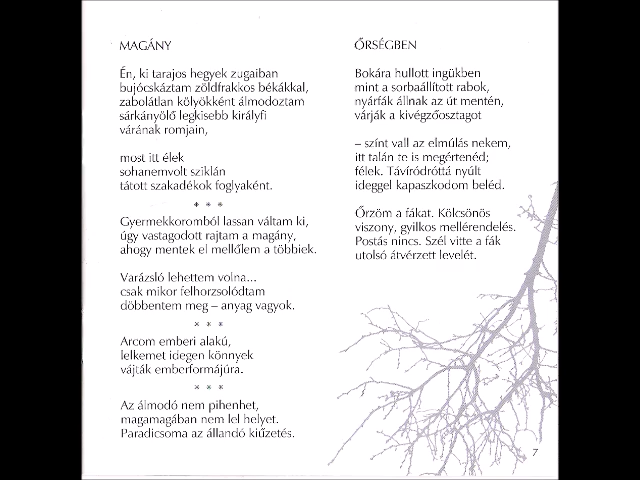 MAGÁNY
Én, ki tarajos hegyek zugaiban
bujócskáztam zöldfrakkos békákkal,
zabolátlan kölyökként álmodoztam
sárkányölő legkisebb királyfi
várának romjain,
most itt élek
sohanemvolt sziklán
tátott szakadékok foglyaként.
* * *
Gyermekkoromból lassan váltam ki,
úgy vastagodott rajtam a magány,
ahogy mentek el mellőlem a többiek.
Varázsló lehettem volna...
csak mikor felhorzsolódtam
döbbentem meg – anyag vagyok.
* * *
Arcom emberi alakú,
lelkemet idegen könnyek
vájták emberformájúra.
* * *
Az álmodó nem pihenhet,
magamagában nem lel helyet.
Paradicsoma az állandó kiűzetés.
ŐRSÉGBEN
Bokára hullott ingükben
mint a sorbaállított rabok,
nyárfák állnak az út mentén,
várják a kivégzőosztagot
– színt vall az elmúlás nekem,
itt talán te is megértenéd;
félek. Távíródróttá nyúlt
ideggel kapaszkodom beléd.
Őrzöm a fákat. Kölcsönös
viszony, gyilkos mellérendelés.
Postás nincs. Szél vitte a fák
utolsó átvérzett levelét.
7